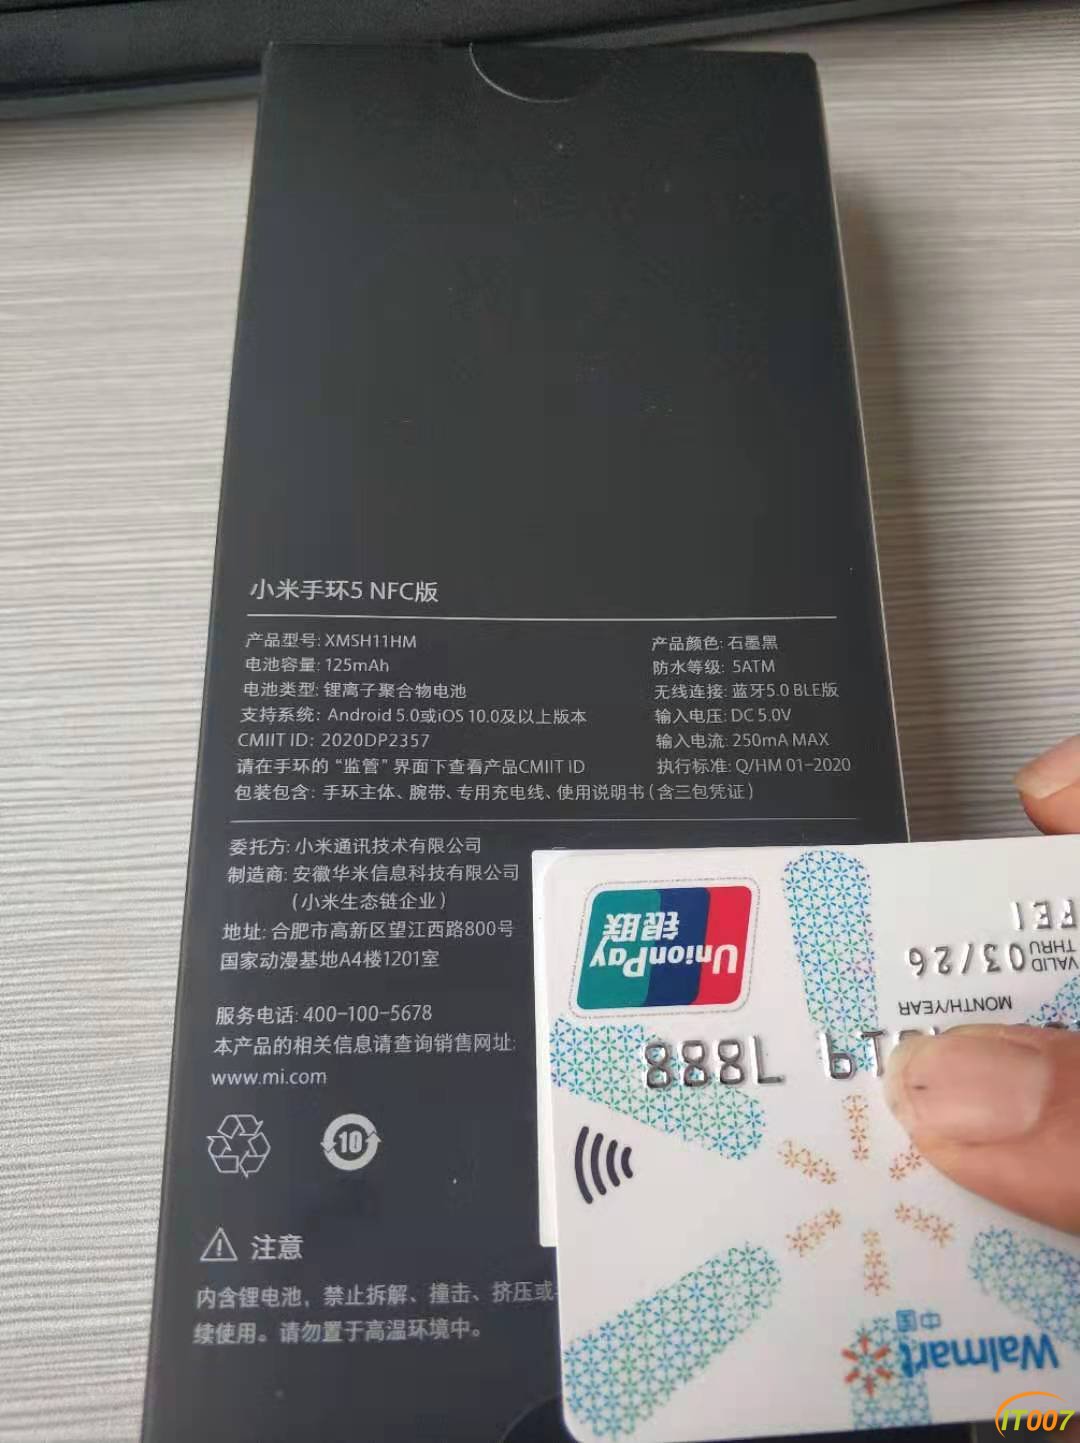 小米手环5 NFC版
产品型号: XMSH11HM
电池容量: 125mAh
电池类型: 锂离子聚合物电池
支持系统: Android 5.0或iOS 10.0及以上版本
CMIIT ID: 2020DP2357
请在手环的“监管”界面下查看产品CMIIT ID
包装包含: 手环主体、腕带、专用充电线、使用说明书(含三包凭证)
产品颜色: 石墨黑
防水等级: 5ATM
无线连接: 蓝牙5.0 BLE版
输入电压: DC 5.0V
输入电流: 250mA MAX
执行标准: Q/HM 01-2020
委托方: 小米通讯技术有限公司
制造商: 安徽华米信息科技有限公司
(小米生态链企业)
地址: 合肥市高新区望江西路800号
国家动漫基地A4楼1201室
服务电话: 400-100-5678
本产品的相关信息请查询销售网址:
www.mi.com
10
注意
内含锂电池，禁止拆解、撞击、挤压或
续使用。请勿置于高温环境中。
Walmart
中国
MONTH/YEAR
VALID
THRU
03/26
FEI
UnionPay
银联
IT007